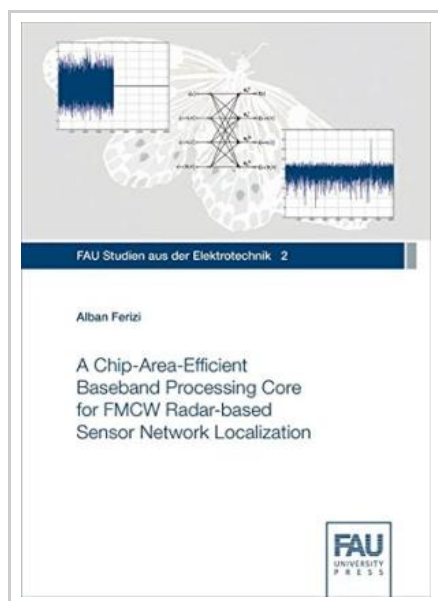 FAU Studien aus der Elektrotechnik 2
Alban Ferizi
A Chip-Area-Efficient
Baseband Processing Core
for FMCW Radar-based
Sensor Network Localization
FAU
UNIVERSITY
PRESS